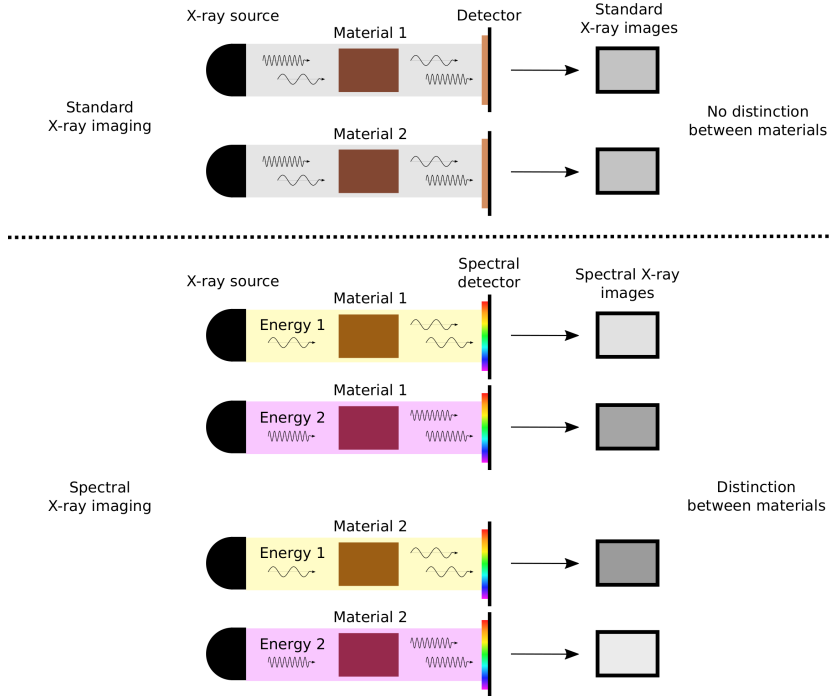 X-ray source
Material 1
Detector
Standard
X-ray images
Standard
X-ray imaging
Material 2
No distinction
between materials
X-ray source
Spectral
detector
Spectral X-ray
images
Material 1
Energy 1
Material 1
Energy 2
Spectral
X-ray imaging
Distinction
between materials
Material 2
Energy 1
Material 2
Energy 2